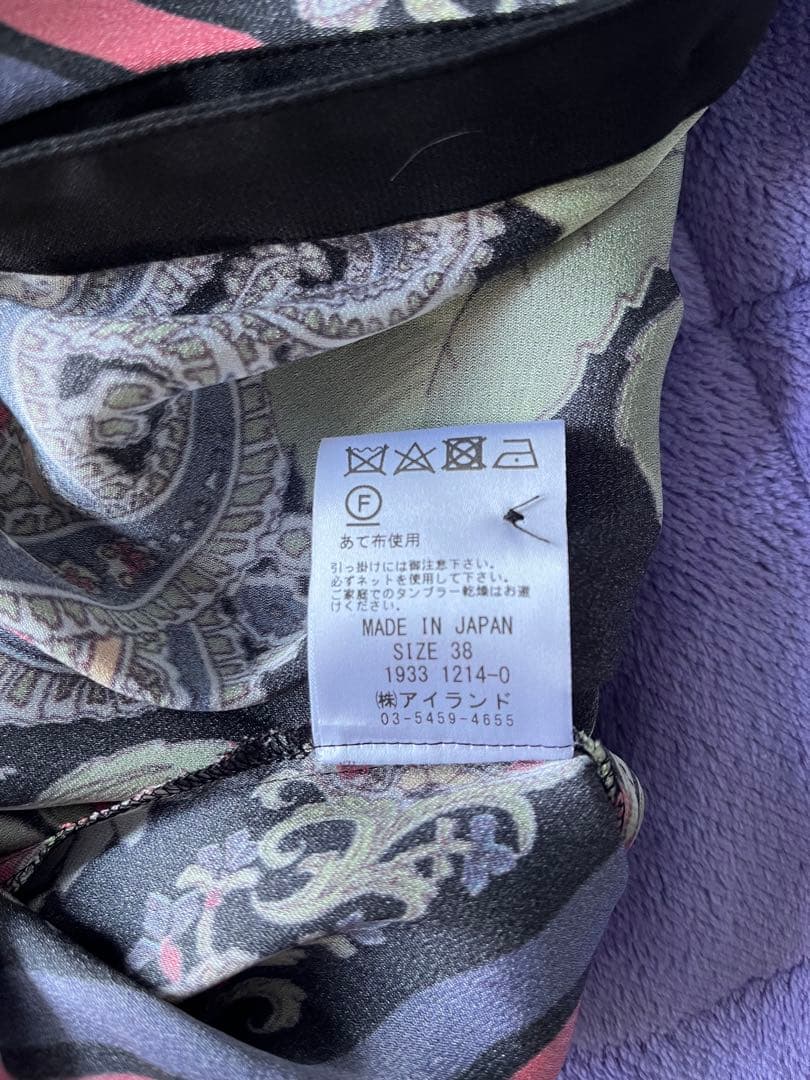 F
あて布使用
引っ掛けには御注意下さい。
必ずネットを使用して下さい。
ご家庭でのタンブラー乾燥はお避
けください。
MADE IN JAPAN
SIZE 38
1933 1214-0
㈱アイランド
03-5459-4655